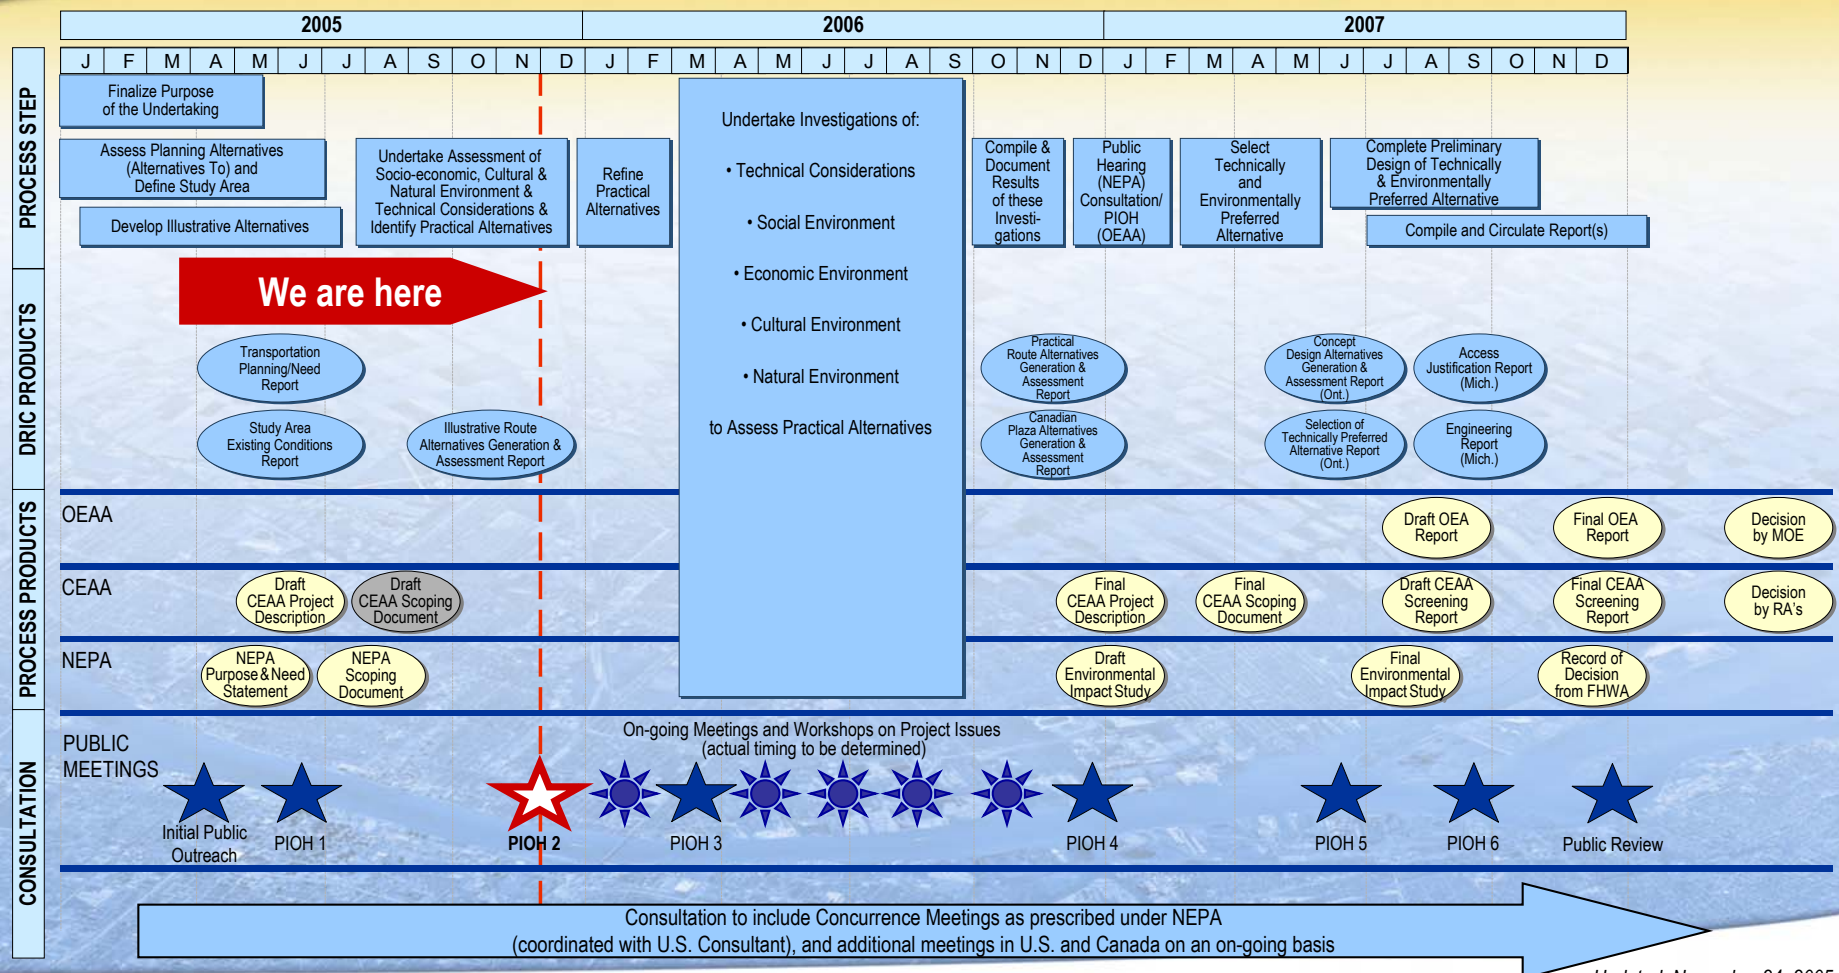 2005
2006
2007
J F M A M J J A S O N D J F M A M J J A S O N D J F M A M J J A S O N D
PROCESS STEP
Finalize Purpose
of the Undertaking
Assess Planning Alternatives
(Alternatives To) and
Define Study Area
Develop Illustrative Alternatives
Undertake Assessment of
Socio-economic, Cultural &
Natural Environment &
Technical Considerations &
Identify Practical Alternatives
Refine
Practical
Alternatives
Undertake Investigations of:
• Technical Considerations
• Social Environment
• Economic Environment
• Cultural Environment
• Natural Environment
to Assess Practical Alternatives
Compile &
Document
Results
of these
Investi-
gations
Public
Hearing
(NEPA)
Consultation/
PIOH
(OEAA)
Select
Technically
and
Environmentally
Preferred
Alternative
Complete Preliminary
Design of Technically
& Environmentally
Preferred Alternative
Compile and Circulate Report(s)
We are here
DRIC PRODUCTS
Transportation
Planning/Need
Report
Study Area
Existing Conditions
Report
Illustrative Route
Alternatives Generation &
Assessment Report
Practical
Route Alternatives
Generation &
Assessment
Report
Canadian
Plaza Alternatives
Generation &
Assessment
Report
Concept
Design Alternatives
Generation &
Assessment Report
(Ont.)
Selection of
Technically Preferred
Alternative Report
(Ont.)
Access
Justification Report
(Mich.)
Engineering
Report
(Mich.)
PROCESS PRODUCTS
OEAA
Draft OEA
Report
Final OEA
Report
Decision
by MOE
CEAA
Draft
CEAA Project
Description
Draft
CEAA Scoping
Document
Final
CEAA Project
Description
Final
CEAA Scoping
Document
Draft CEAA
Screening
Report
Final CEAA
Screening
Report
Decision
by RA's
NEPA
NEPA
Purpose & Need
Statement
NEPA
Scoping
Document
Draft
Environmental
Impact Study
Final
Environmental
Impact Study
Record of
Decision
from FHWA
CONSULTATION
PUBLIC
MEETINGS
On-going Meetings and Workshops on Project Issues
(actual timing to be determined)
Initial Public
Outreach
PIOH 1
PIOH 2
PIOH 3
PIOH 4
PIOH 5
PIOH 6
Public Review
Consultation to include Concurrence Meetings as prescribed under NEPA
(coordinated with U.S. Consultant), and additional meetings in U.S. and Canada on an on-going basis